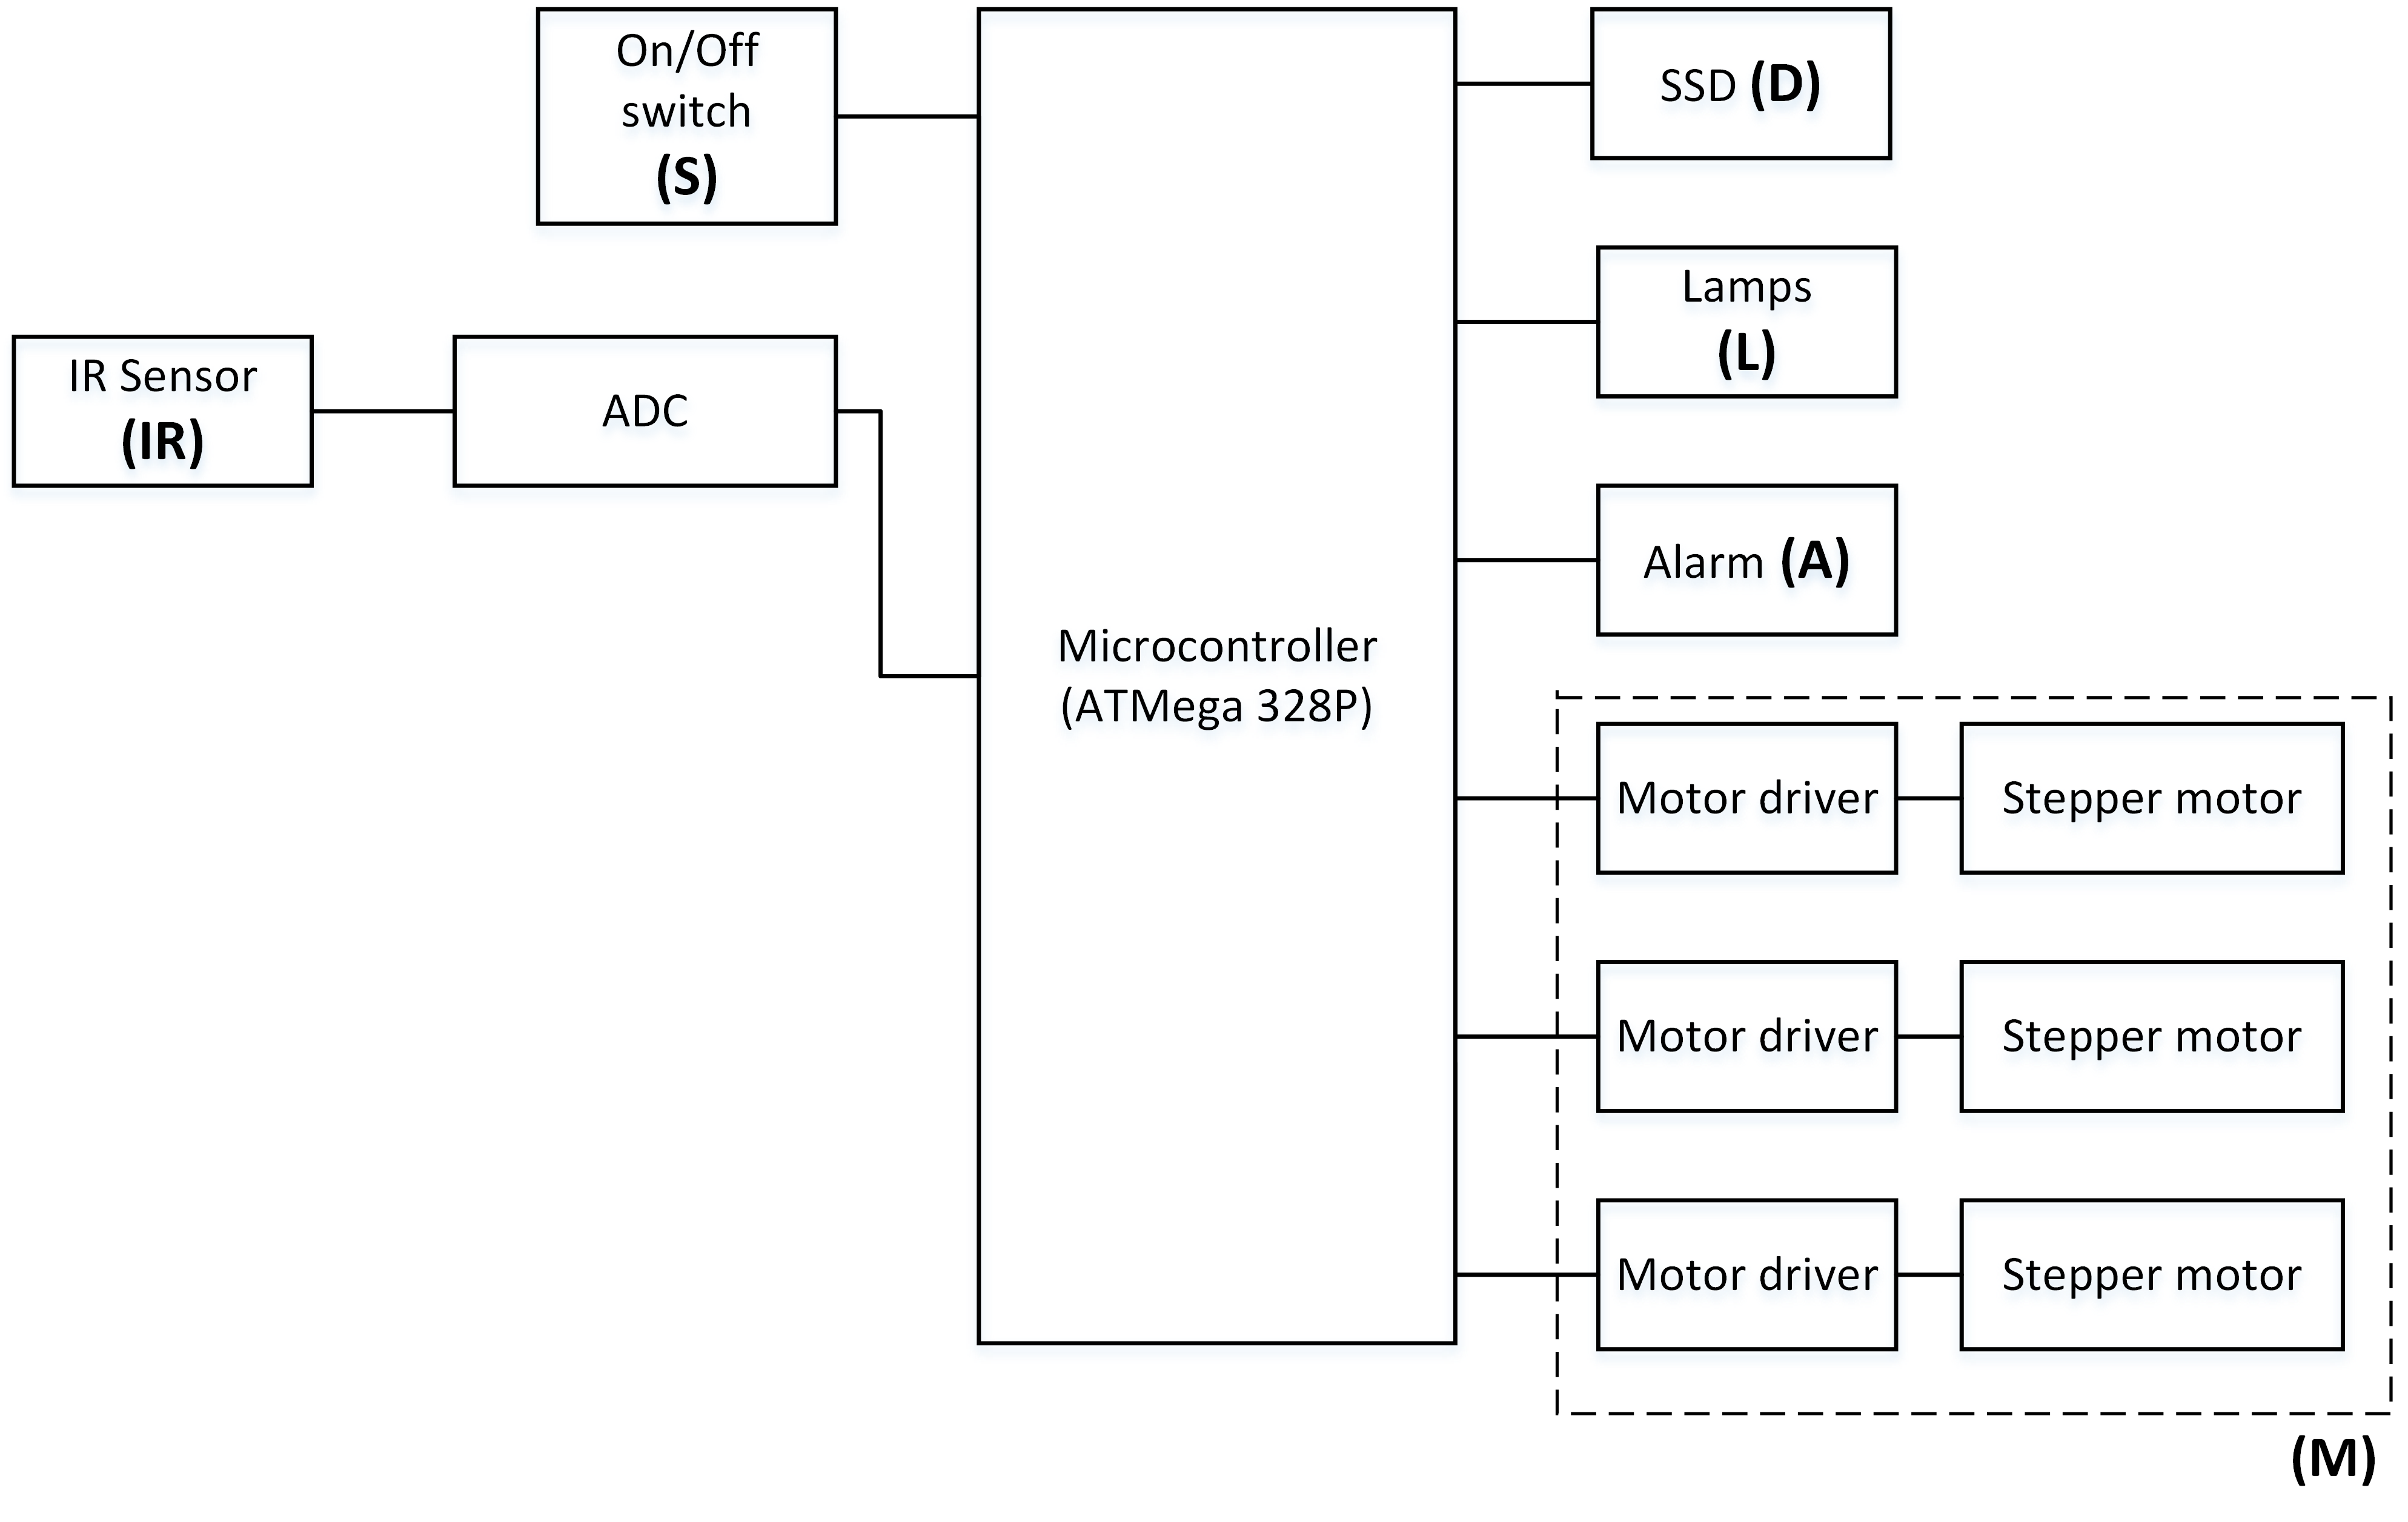 On/Off
switch
(S)
SSD (D)
Lamps
(L)
IR Sensor
(IR)
ADC
Alarm (A)
Microcontroller
(ATMega 328P)
Motor driver
Stepper motor
Motor driver
Stepper motor
Motor driver
Stepper motor
(M)